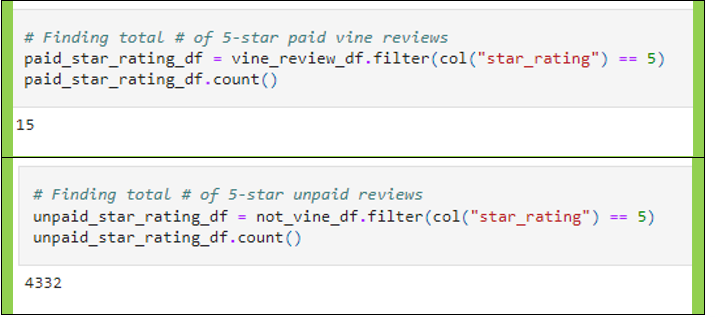 # Finding total # of 5-star paid vine reviews
paid_star_rating_df = vine_review_df.filter(col("star_rating") == 5)
paid_star_rating_df.count()
15
# Finding total # of 5-star unpaid reviews
unpaid_star_rating_df = not_vine_df.filter(col("star_rating") == 5)
unpaid_star_rating_df.count()
4332